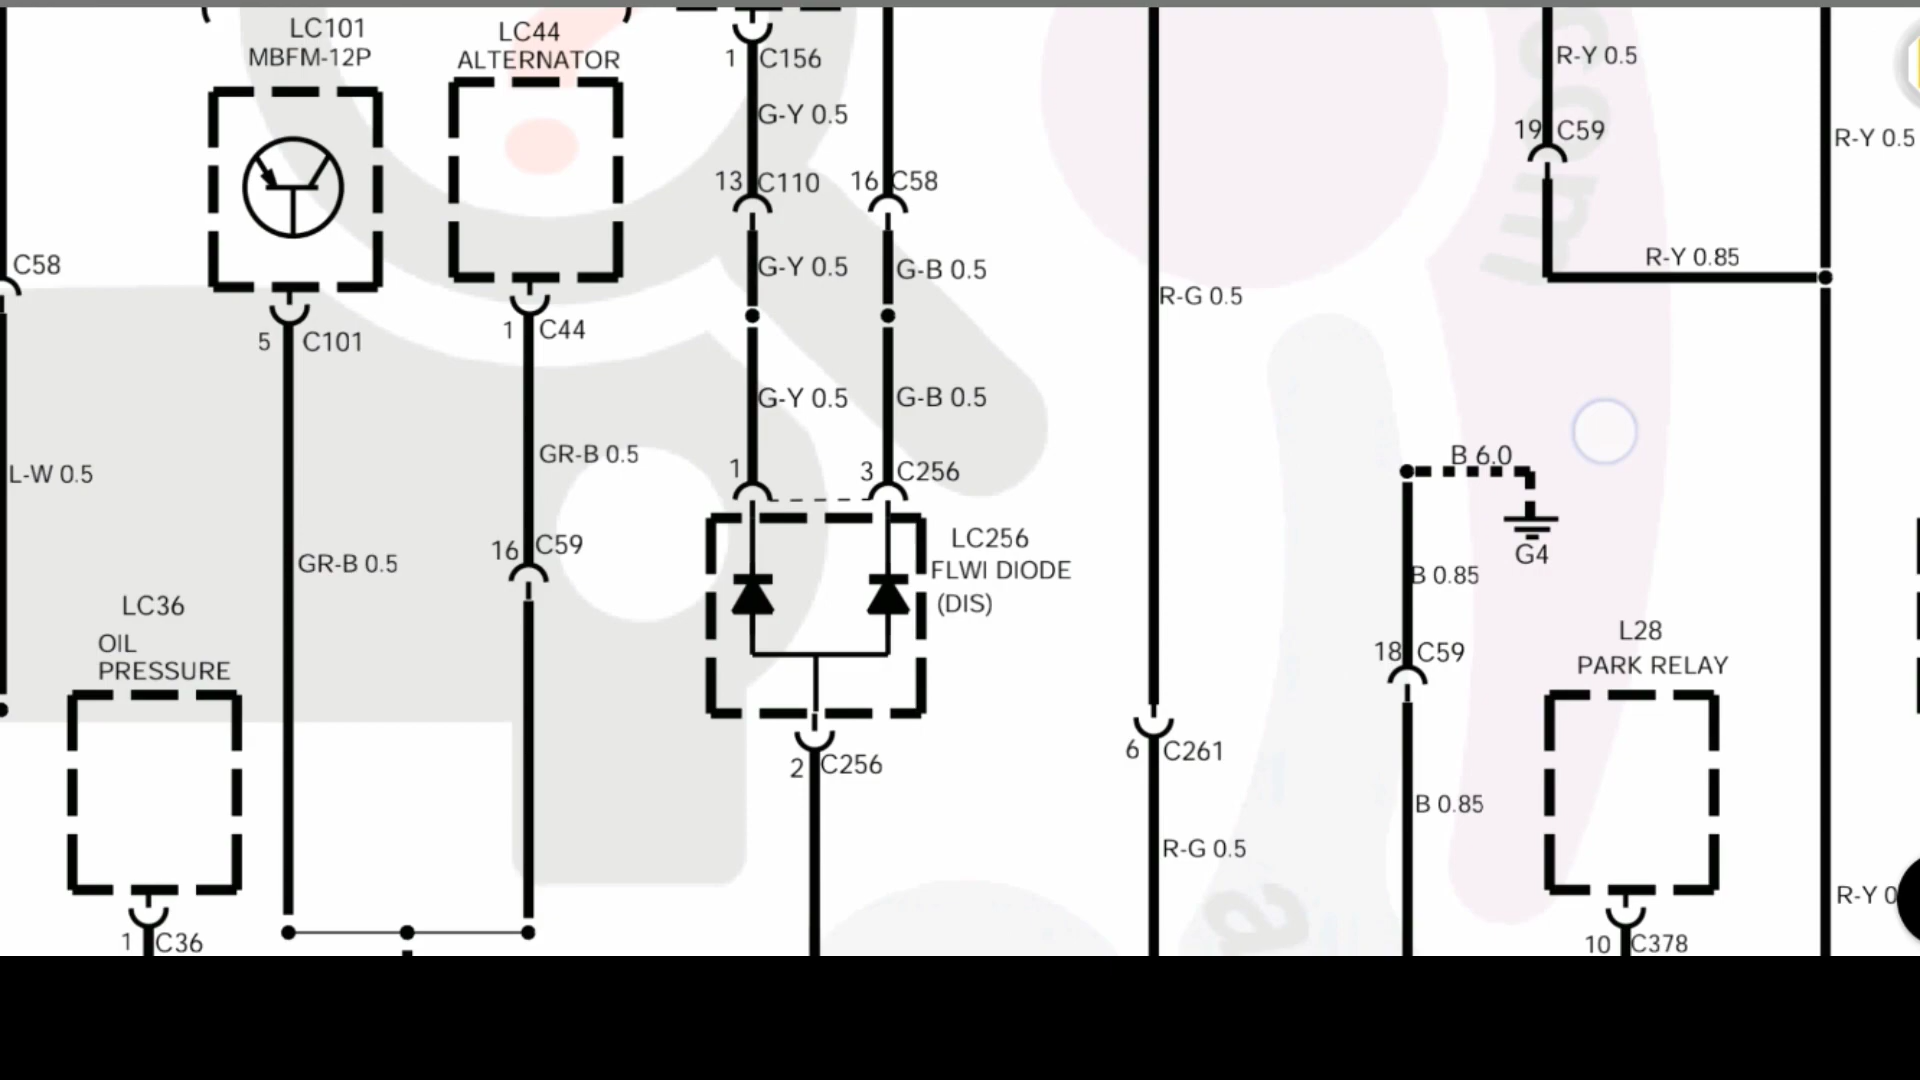 LC101
MBFM-12P
LC44
ALTERNATOR
1 C156
G-Y 0.5
13 C110
16 C58
G-Y 0.5
G-B 0.5
C58
5 C101
1 C44
G-Y 0.5
G-B 0.5
L-W 0.5
GR-B 0.5
1
3 C256
16 C59
GR-B 0.5
LC256
FLWI DIODE
(DIS)
LC36
OIL
PRESSURE
2 C256
1 C36
R-G 0.5
6 C261
R-G 0.5
R-Y 0.5
19 C59
R-Y 0.5
R-Y 0.85
B 6.0
G4
B 0.85
18 C59
L28
PARK RELAY
B 0.85
10 C378
R-Y 0
com
a